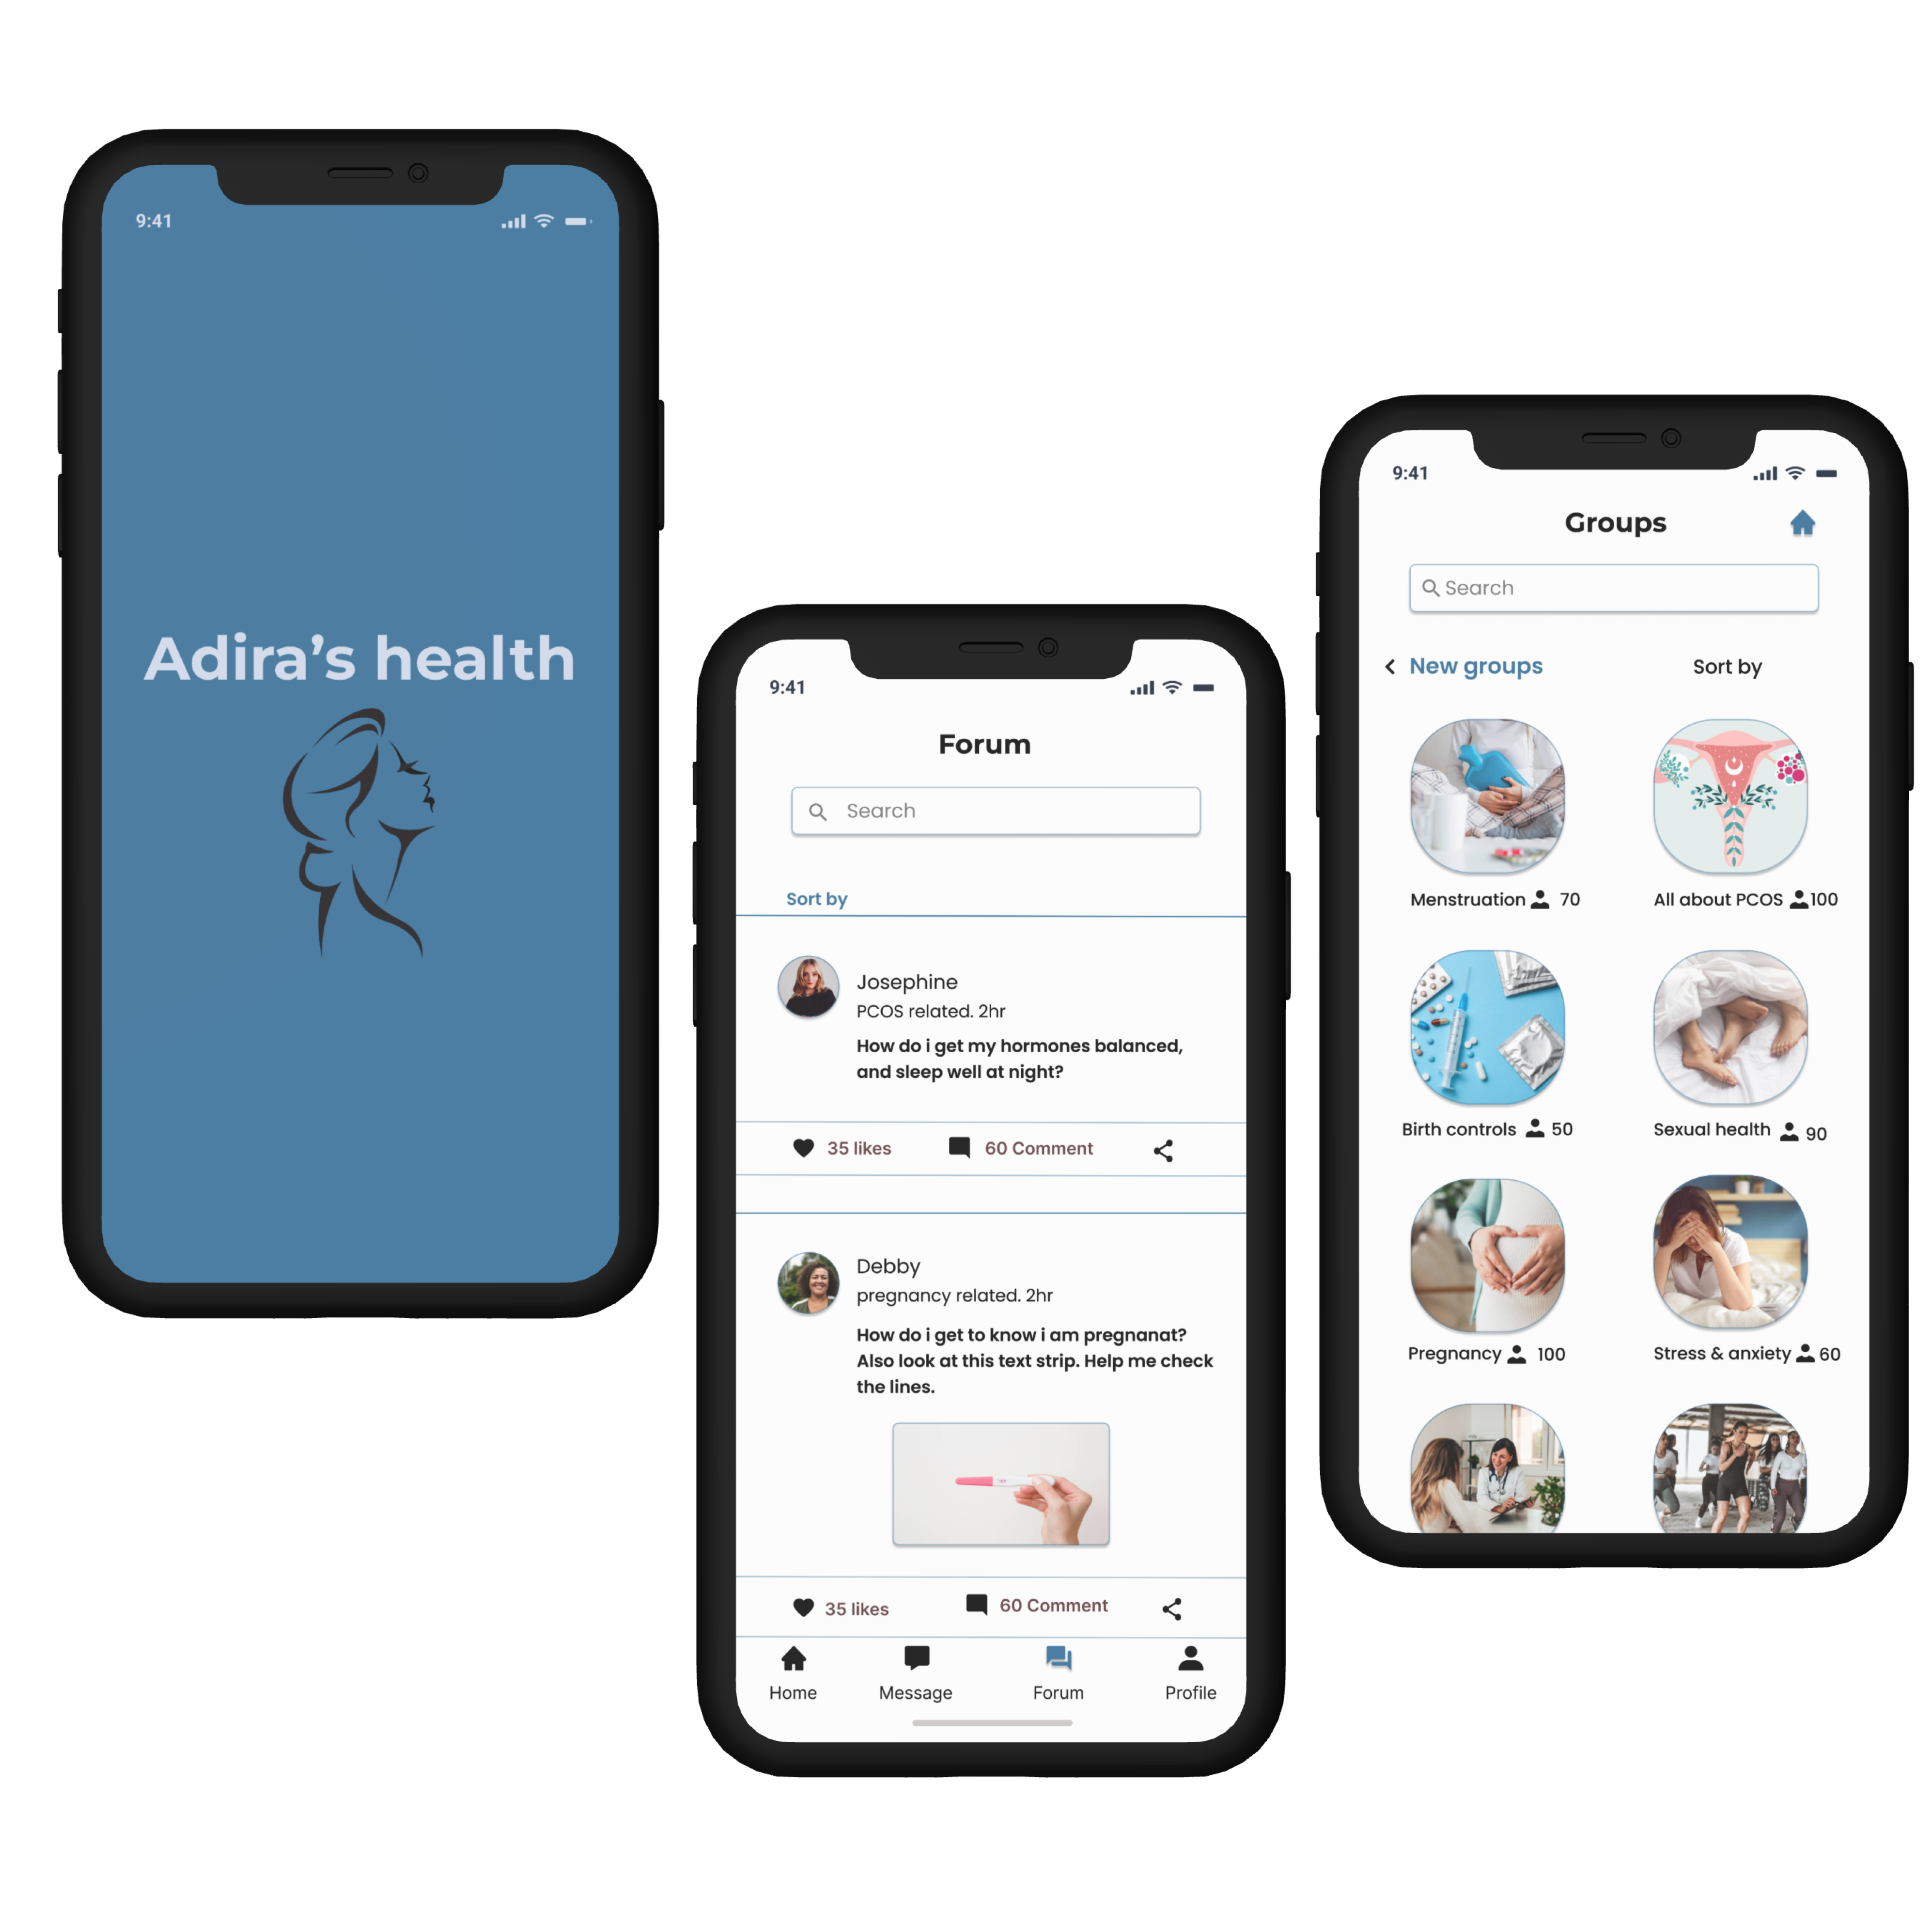 9:41
Adira’s health
9:41
Forum
Search
Sort by
Josephine
PCOS related. 2hr
How do i get my hormones balanced,
and sleep well at night?
35 likes 60 Comment
Debby
pregnancy related. 2hr
How do i get to know i am pregnanat?
Also look at this text strip. Help me check
the lines.
35 likes 60 Comment
Home Message Forum Profile
9:41
Groups
Search
New groups Sort by
Menstruation 70 All about PCOS 100
Birth controls 50 Sexual health 90
Pregnancy 100 Stress & anxiety 60